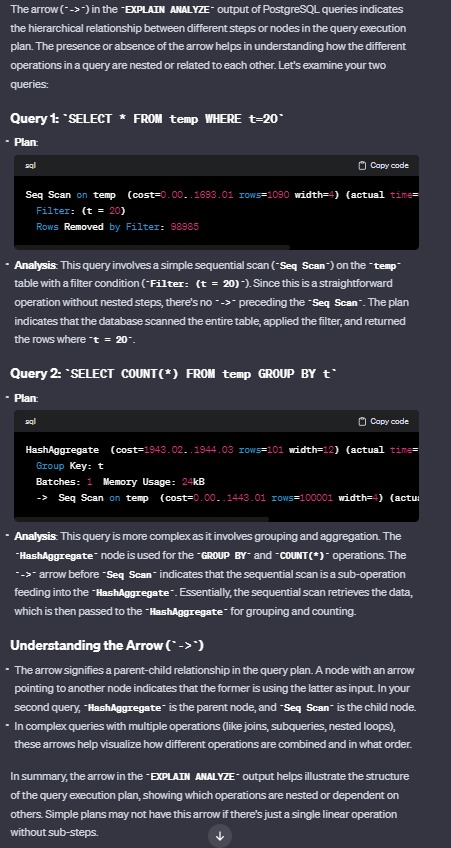 The arrow (`->`) in the `EXPLAIN ANALYZE` output of PostgreSQL queries indicates
the hierarchical relationship between different steps or nodes in the query execution
plan. The presence or absence of the arrow helps in understanding how the different
operations in a query are nested or related to each other. Let's examine your two
queries:
Query 1: `SELECT * FROM temp WHERE t=20`
- Plan:
sql Copy code
Seq Scan on temp  (cost=0.00..1693.01 rows=1090 width=4) (actual time=
  Filter: (t = 20)
  Rows Removed by Filter: 98985
- Analysis: This query involves a simple sequential scan (`Seq Scan`) on the `temp`
table with a filter condition (`Filter: (t = 20)`). Since this is a straightforward
operation without nested steps, there's no `->` preceding the `Seq Scan`. The plan
indicates that the database scanned the entire table, applied the filter, and returned
the rows where `t = 20`.
Query 2: `SELECT COUNT(*) FROM temp GROUP BY t`
- Plan:
sql Copy code
HashAggregate  (cost=1943.02..1944.03 rows=101 width=12) (actual time=
  Group Key: t
  Batches: 1  Memory Usage: 24kB
  ->  Seq Scan on temp  (cost=0.00..1443.01 rows=100001 width=4) (actu
- Analysis: This query is more complex as it involves grouping and aggregation. The
`HashAggregate` node is used for the `GROUP BY` and `COUNT(*)` operations. The
`->` arrow before `Seq Scan` indicates that the sequential scan is a sub-operation
feeding into the `HashAggregate`. Essentially, the sequential scan retrieves the data,
which is then passed to the `HashAggregate` for grouping and counting.
Understanding the Arrow (`->`)
- The arrow signifies a parent-child relationship in the query plan. A node with an arrow
pointing to another node indicates that the former is using the latter as input. In your
second query, `HashAggregate` is the parent node, and `Seq Scan` is the child node.
- In complex queries with multiple operations (like joins, subqueries, nested loops),
these arrows help visualize how different operations are combined and in what order.
In summary, the arrow in the `EXPLAIN ANALYZE` output helps illustrate the structure
of the query execution plan, showing which operations are nested or dependent on
others. Simple plans may not have this arrow if there's just a single linear operation
without sub-steps.